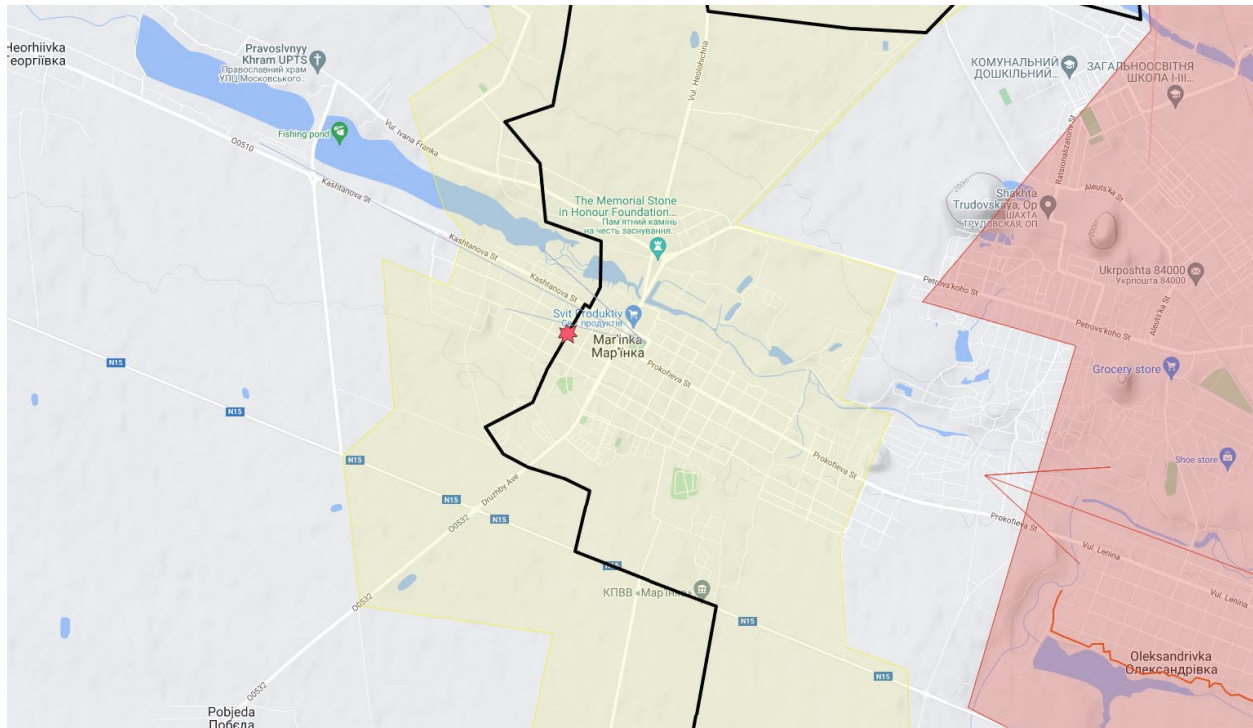 Heorhiivka
Георгіївка
Pravoslvnyy
Khram UPTS
Православний храм
УПЦ Московського...
Fishing pond
Vul. Ivana Franka
O0510
Kashtanova St
Vul. Heolohichna
КОМУНАЛЬНИЙ
ДОШКІЛЬНИЙ...
ЗАГАЛЬНООСВІТНЯ
ШКОЛА І-ІІІ...
Ratsionalizatoriv St
Aleuts'ka St
200m
Shakhta
Trudovskaya, Op
ШАХТА
ТРУДОВСКАЯ, ОП
The Memorial Stone
in Honour Foundation...
Пам'ятний камінь
на честь заснування...
Kashtanova St
Kashtanova St
Petrovs'koho St
Ukrposhta 84000
Укрпошта 84000
Aleuts'ka St
Petrovs'koho St
Svit Produktiv
продуктів
Mar'inka
Мар'їнка
Prokofieva St
Grocery store
N15
N15
N15
Druzhby Ave
O0532
N15
N15
Prokofieva St
Shoe store
Prokofieva St
Vul. Lenina
Vul. Lenina
N15
КПВВ «Мар'їнка»
O0532
N15
Oleksandrivka
Олександрівка
N15
O0532
Pobjeda
Побєда